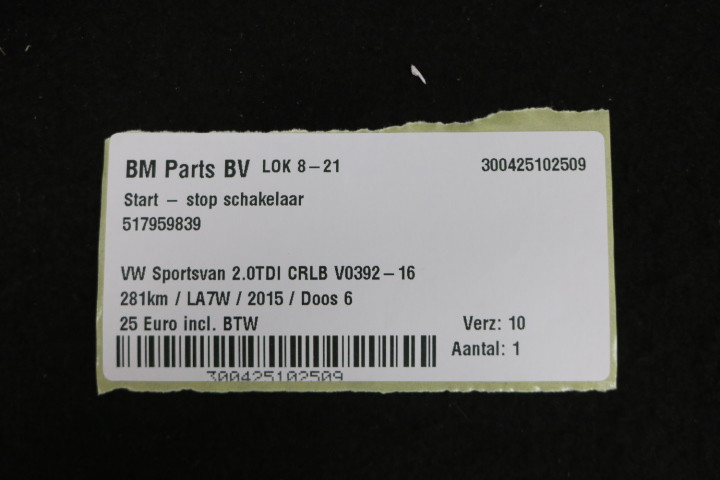 BM Parts BV LOK 8-21 300425102509
Start - stop schakelaar
517959839
VW Sportsvan 2.0TDI CRLB V0392-16
281km / LA7W / 2015 / Doos 6
25 Euro incl. BTW Verz: 10
Aantal: 1
300425102509